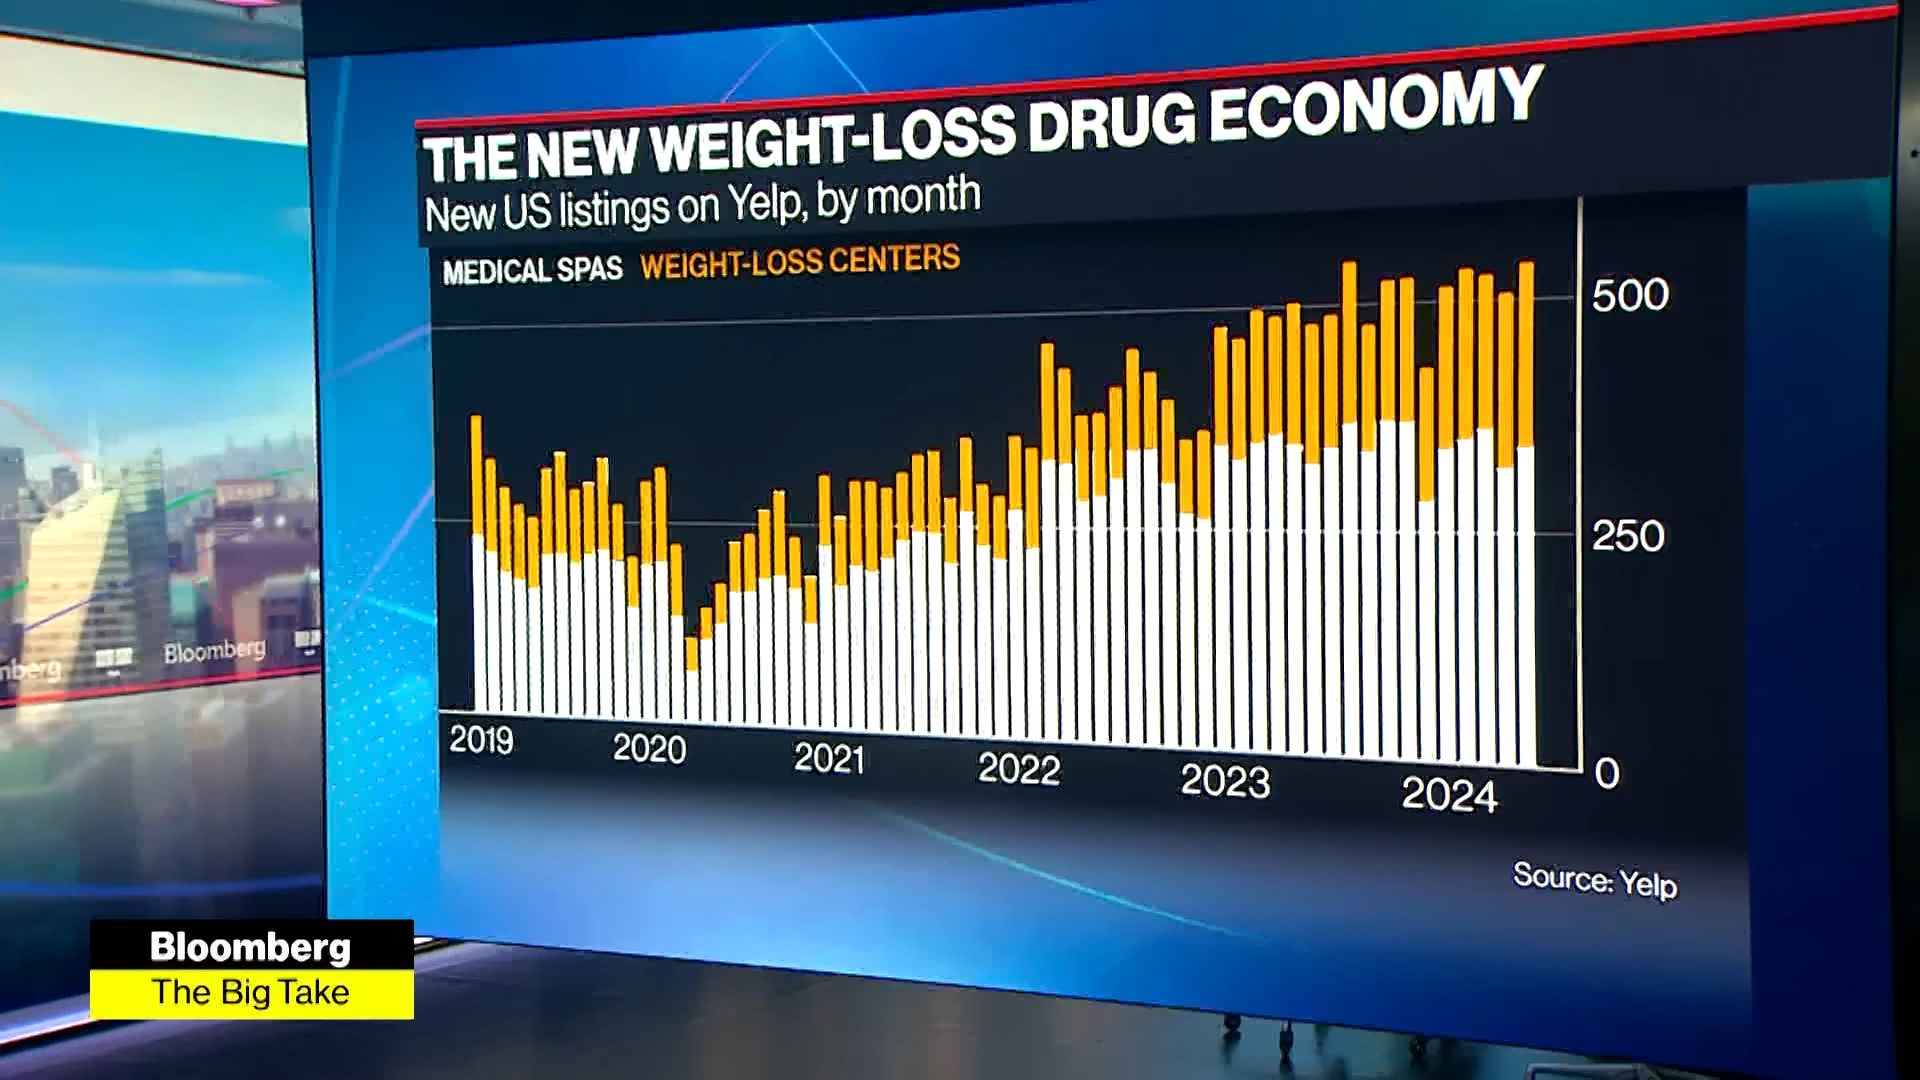 THE NEW WEIGHT-LOSS DRUG ECONOMY
New US listings on Yelp, by month
MEDICAL SPAS WEIGHT-LOSS CENTERS
500
250
0
2019 2020 2021 2022 2023 2024
Source: Yelp
nberg Bloomberg
Bloomberg
The Big Take